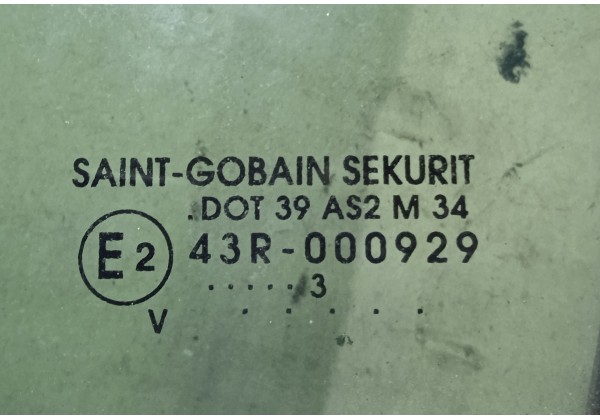 SAINT-GOBAIN SEKURIT
.DOT 39 AS2 M 34
E2 43R-000929
.....3
V . . . . .